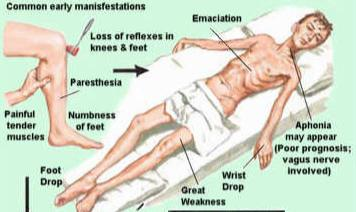 Common early manisfestations
Emaciation
Loss of reflexes in
knees & feet
Paresthesia
Painful
tender
muscles
Numbness
of feet
Aphonia
may appear
(Poor prognosis;
vagus nerve
involved)
Foot
Drop
Wrist
Drop
Great
Weakness